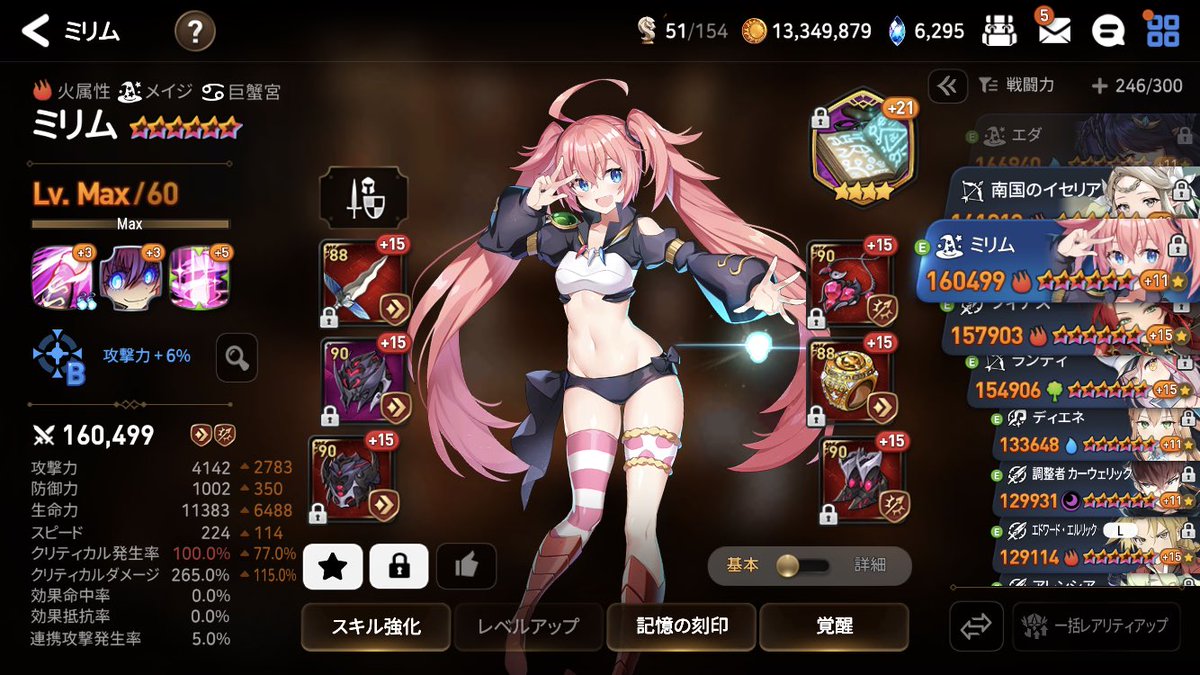 ミリム
?
51/154
13,349,879
6,295
5
火属性 メイジ 巨蟹宮
ミリム
Lv. Max/60
Max
+3
+3
+5
B
攻撃力 + 6%
160,499
攻撃力 4142 2783
防御力 1002 350
生命力 11383 6488
スピード 224 114
クリティカル発生率 100.0% 77.0%
クリティカルダメージ 265.0% 115.0%
効果命中率 0.0%
効果抵抗率 0.0%
連携攻撃発生率 5.0%
88 +15
90 +15
90 +15
+21
90 +15
88 +15
90 +15
基本 詳細
スキル強化
レベルアップ
記憶の刻印
覚醒
戦闘力
+ 246/300
E エダ
166960
南国のイセリア
E ミリム
160499 +11
E
157903 +15
E ランディ
154906 +15
E ディエネ
133648 +11
E 調整者 カーウェリック
129931 +11
E エドワード・エルリック L
129114 +15
一括レアリティアップ